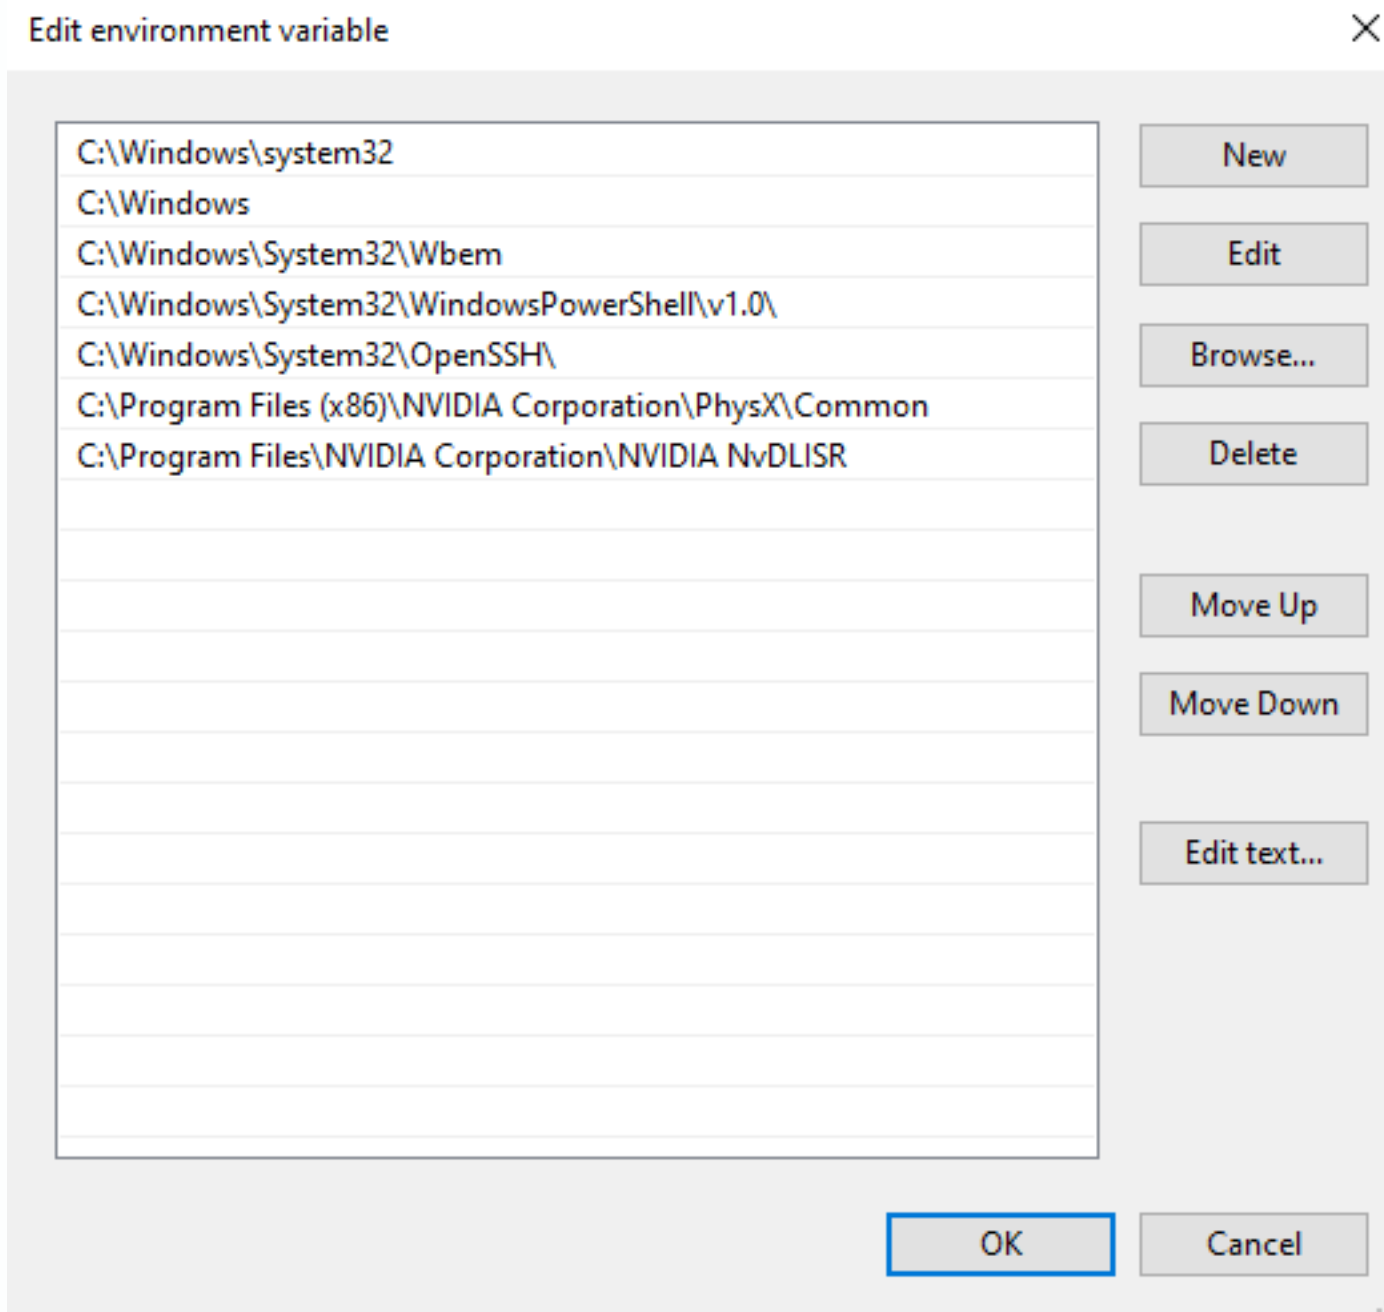 Edit environment variable
C:\Windows\system32
C:\Windows
C:\Windows\System32\Wbem
C:\Windows\System32\WindowsPowerShell\v1.0\
C:\Windows\System32\OpenSSH\
C:\Program Files (x86)\NVIDIA Corporation\PhysX\Common
C:\Program Files\NVIDIA Corporation\NVIDIA NvDLISR
New
Edit
Browse...
Delete
Move Up
Move Down
Edit text...
OK
Cancel